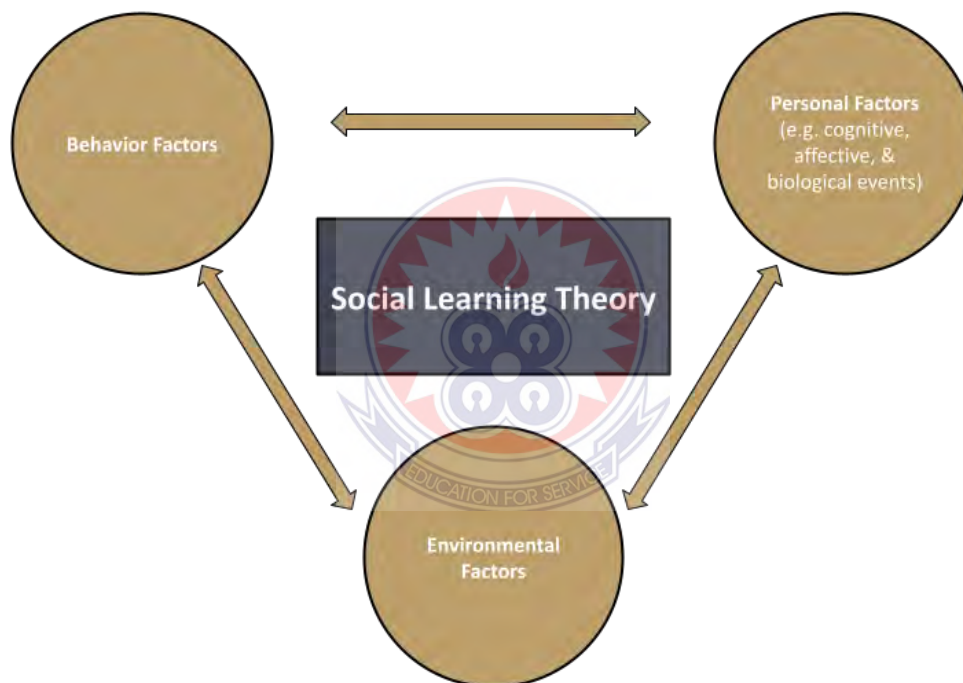 Behavior Factors
Personal Factors
(e.g. cognitive,
affective, &
biological events)
Social Learning Theory
EDUCATION FOR SERVICE
Environmental
Factors